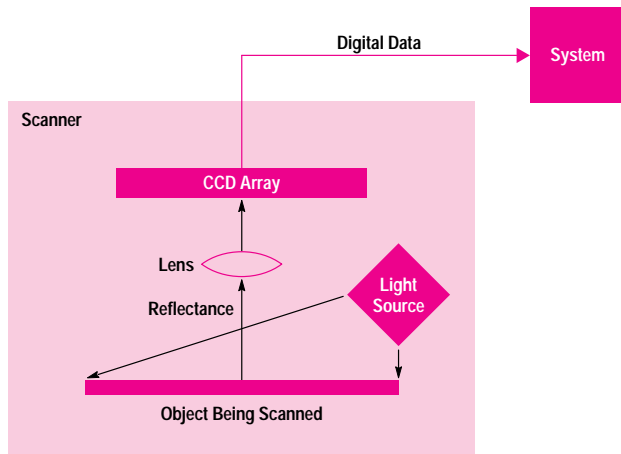 Digital Data
System
Scanner
CCD Array
Lens
Light
Source
Reflectance
Object Being Scanned